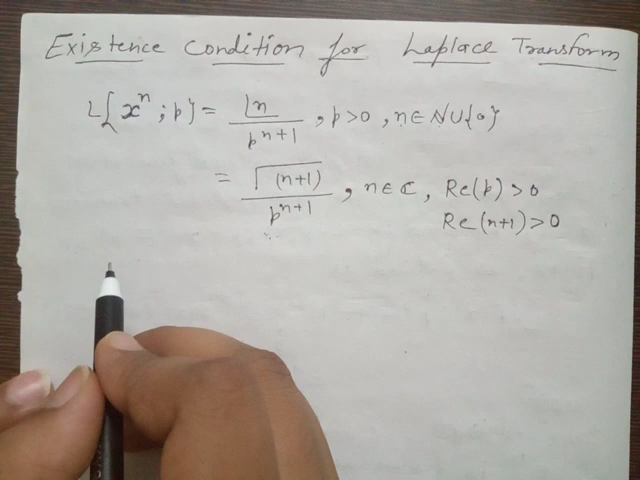 Existence Condition for Laplace Transform
L{x^n ; p} = ⌊n / p^{n+1} , p>0 , n∈ℕ∪{0}
= Γ(n+1) / p^{n+1} , n∈ℂ, Re(p)>0
Re(n+1)>0